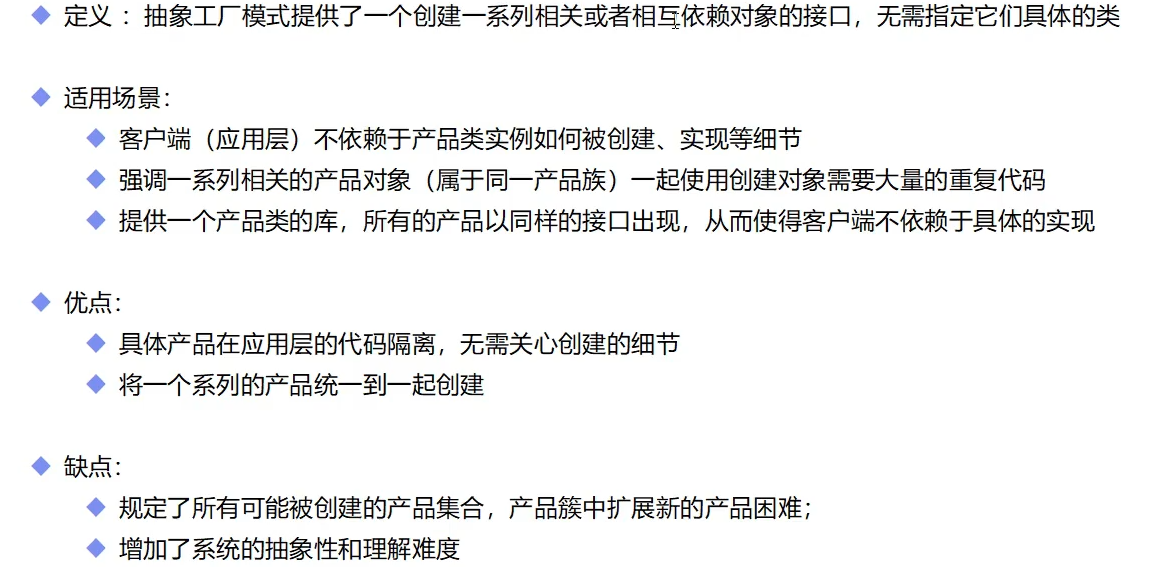 定义 ：抽象工厂模式提供了一个创建一系列相关或者相互依赖对象的接口，无需指定它们具体的类
适用场景：
客户端（应用层）不依赖于产品类实例如何被创建、实现等细节
强调一系列相关的产品对象（属于同一产品族）一起使用创建对象需要大量的重复代码
提供一个产品类的库，所有的产品以同样的接口出现，从而使得客户端不依赖于具体的实现
优点：
具体产品在应用层的代码隔离，无需关心创建的细节
将一个系列的产品统一到一起创建
缺点：
规定了所有可能被创建的产品集合，产品簇中扩展新的产品困难；
增加了系统的抽象性和理解难度